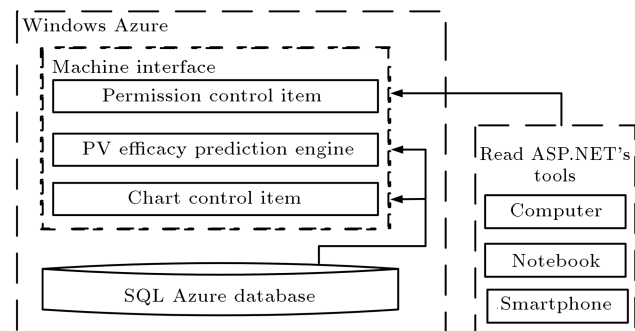 Windows Azure
Machine interface
Permission control item
PV efficacy prediction engine
Chart control item
SQL Azure database
Read ASP.NET's
tools
Computer
Notebook
Smartphone